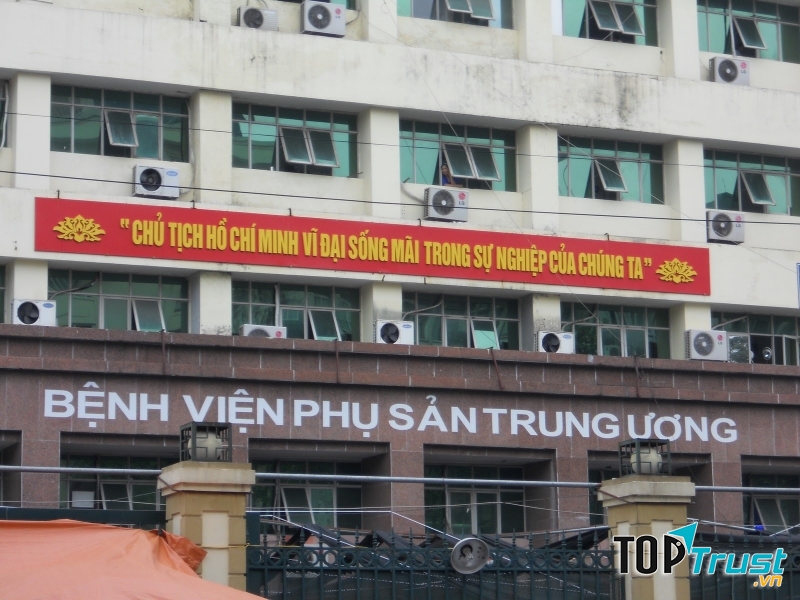 "CHỦ TỊCH HỒ CHÍ MINH VĨ ĐẠI SỐNG MÃI TRONG SỰ NGHIỆP CỦA CHÚNG TA"
BỆNH VIỆN PHỤ SẢN TRUNG ƯƠNG
TOPTrust.vn